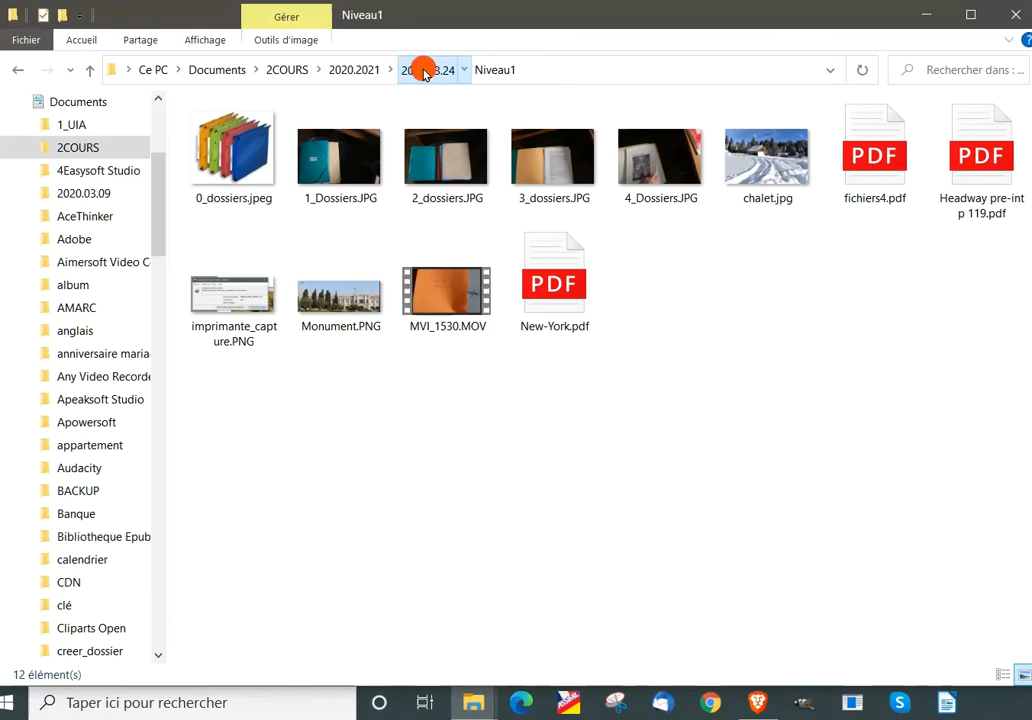 Gérer
Niveau1
Fichier
Accueil
Partage
Affichage
Outils d'image
Ce PC
Documents
2COURS
2020.2021
Niveau1
Rechercher dans : ...
Documents
1_UIA
2COURS
4Easysoft Studio
2020.03.09
AceThinker
Adobe
Aimersoft Video C
album
AMARC
anglais
anniversaire maria
Any Video Recorde
Apeaksoft Studio
Apowersoft
appartement
Audacity
BACKUP
Banque
Bibliotheque Epub
calendrier
CDN
clé
Cliparts Open
creer_dossier
0_dossiers.jpeg
1_Dossiers.JPG
2_dossiers.JPG
3_dossiers.JPG
4_Dossiers.JPG
chalet.jpg
PDF
fichiers4.pdf
PDF
Headway pre-int
p 119.pdf
imprimante_capt
ure.PNG
Monument.PNG
MVI_1530.MOV
PDF
New-York.pdf
12 élément(s)
Taper ici pour rechercher